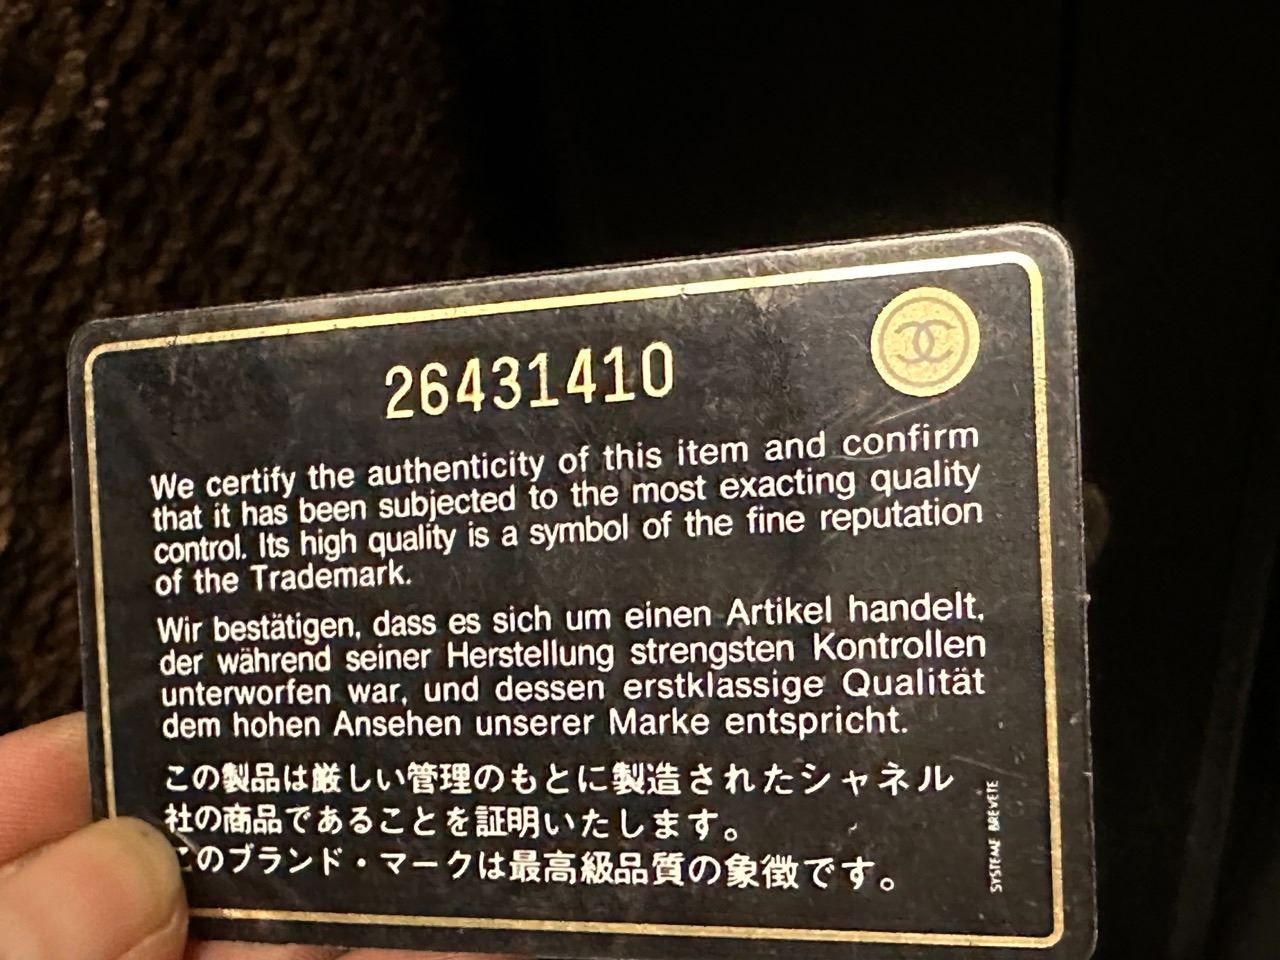 26431410
We certify the authenticity of this item and confirm
that it has been subjected to the most exacting quality
control. Its high quality is a symbol of the fine reputation
of the Trademark.
Wir bestätigen, dass es sich um einen Artikel handelt,
der während seiner Herstellung strengsten Kontrollen
unterworfen war, und dessen erstklassige Qualität
dem hohen Ansehen unserer Marke entspricht.
この製品は厳しい管理のもとに製造されたシャネル
社の商品であることを証明いたします。
このブランド・マークは最高級品質の象徴です。
SYSTEME BREVETE